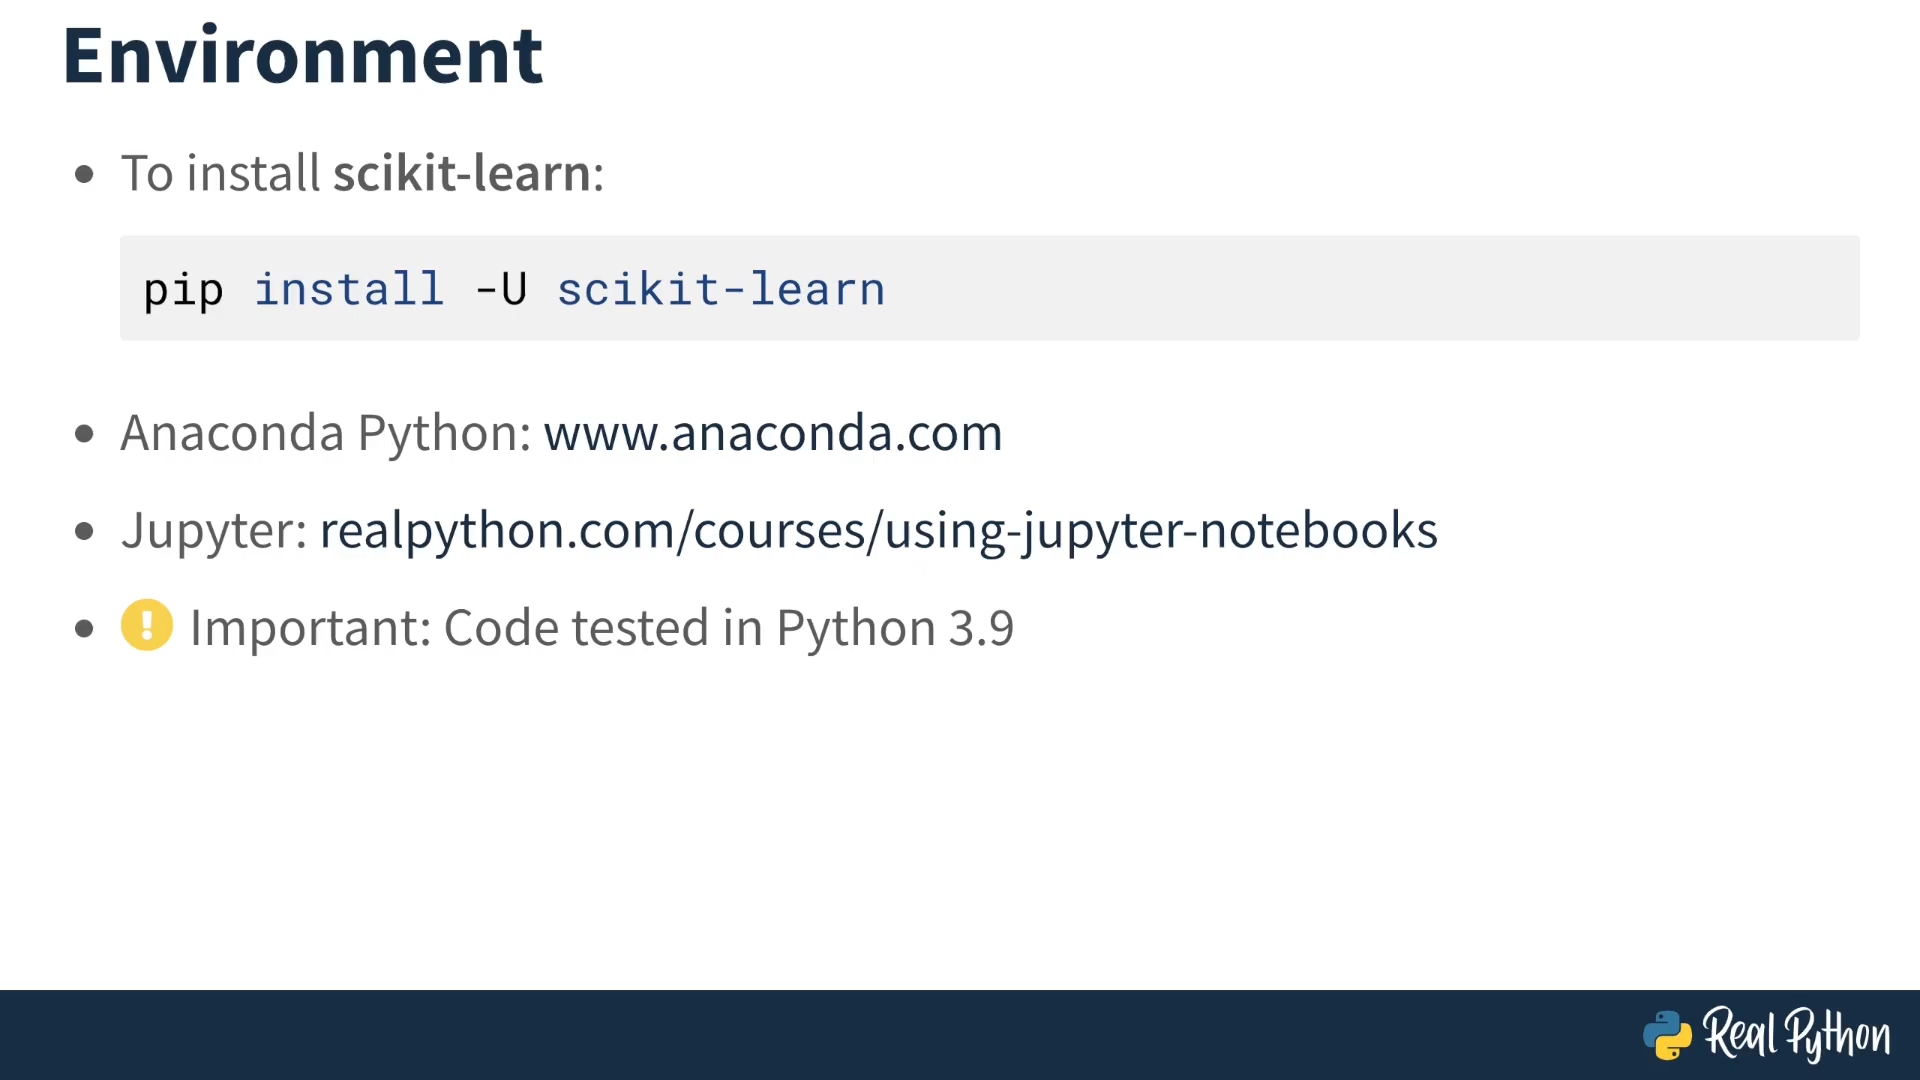 Environment
To install scikit-learn:
pip install -U scikit-learn
Anaconda Python: www.anaconda.com
Jupyter: realpython.com/courses/using-jupyter-notebooks
Important: Code tested in Python 3.9
Real Python